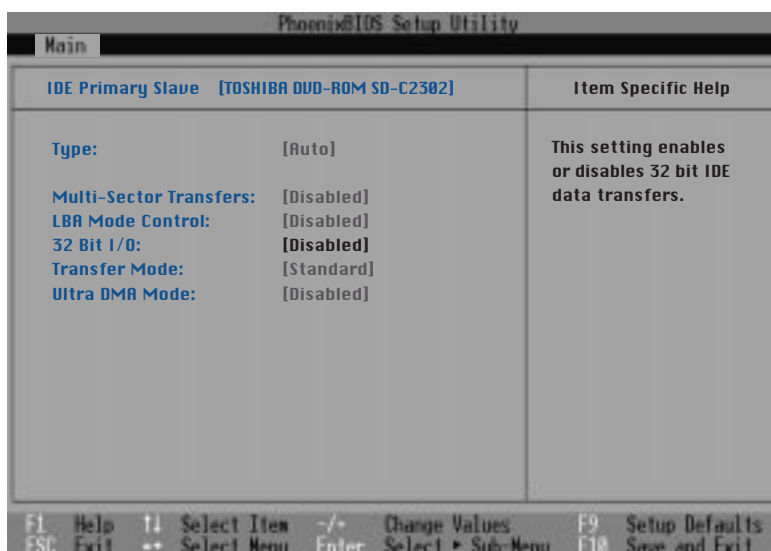 PhoenixBIOS Setup Utility
Main
IDE Primary Slave [TOSHIBA DVD-ROM SD-C2302]
Item Specific Help
Type: [Auto]
This setting enables
or disables 32 bit IDE
data transfers.
Multi-Sector Transfers: [Disabled]
LBA Mode Control: [Disabled]
32 Bit I/O: [Disabled]
Transfer Mode: [Standard]
Ultra DMA Mode: [Disabled]
F1 Help ↑↓ Select Item -/+ Change Values F9 Setup Defaults
ESC Exit ←→ Select Menu Enter Select ▸ Sub-Menu F10 Save and Exit